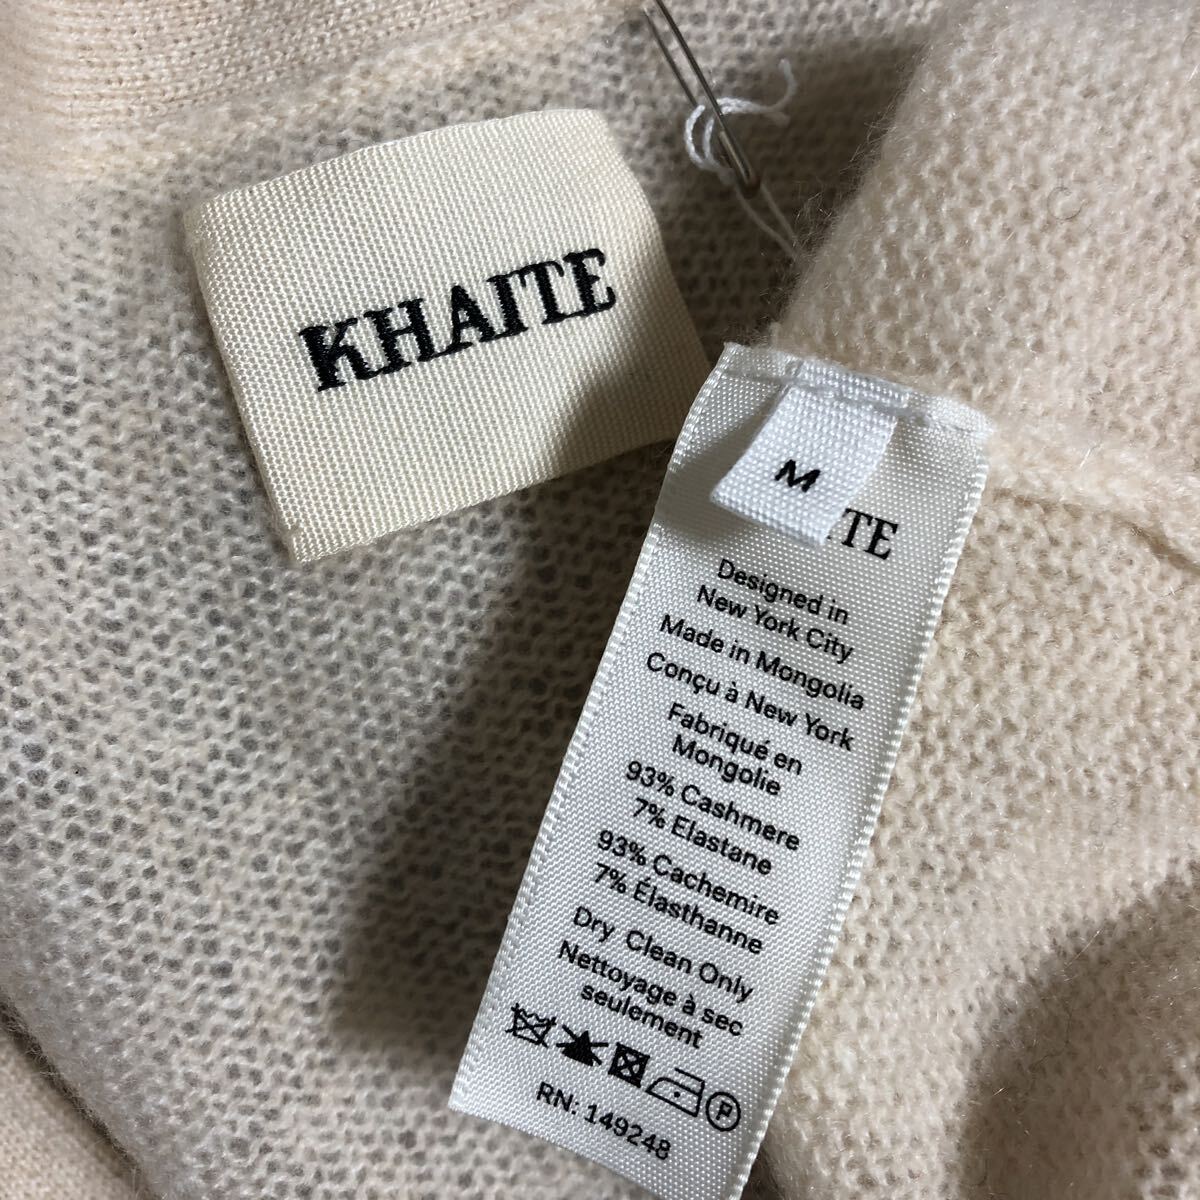 KHAITE
M
TE
Designed in
New York City
Made in Mongolia
Conçu à New York
Fabriqué en
Mongolie
93% Cashmere
7% Elastane
93% Cachemire
7% Élasthanne
Dry Clean Only
Nettoyage à sec
seulement
P
RN: 149248